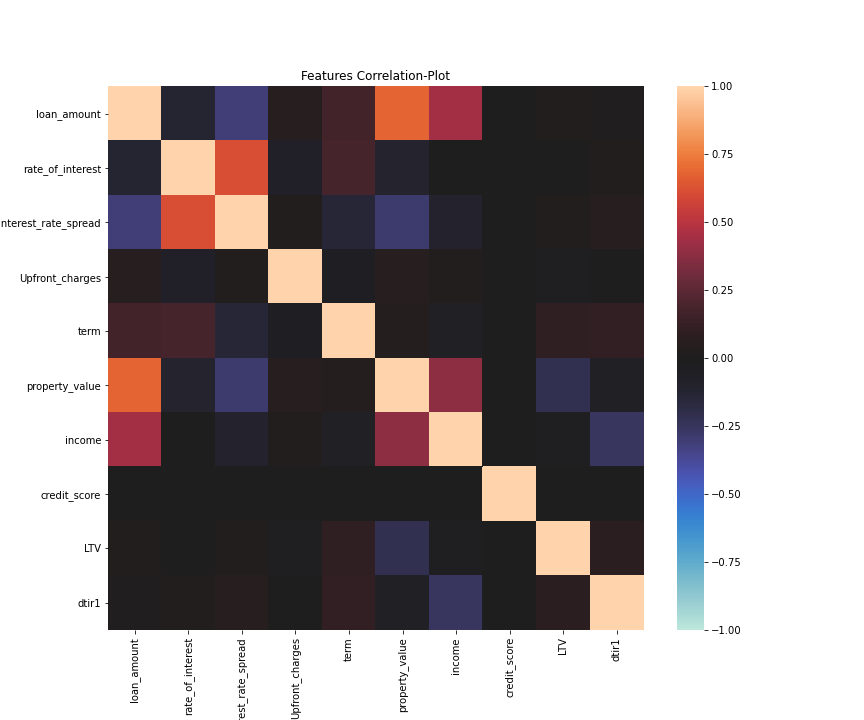 Features Correlation-Plot
loan_amount
rate_of_interest
nterest_rate_spread
Upfront_charges
term
property_value
income
credit_score
LTV
dtir1
loan_amount
rate_of_interest
rest_rate_spread
Upfront_charges
term
property_value
income
credit_score
LTV
dtir1
1.00
0.75
0.50
0.25
0.00
−0.25
−0.50
−0.75
−1.00